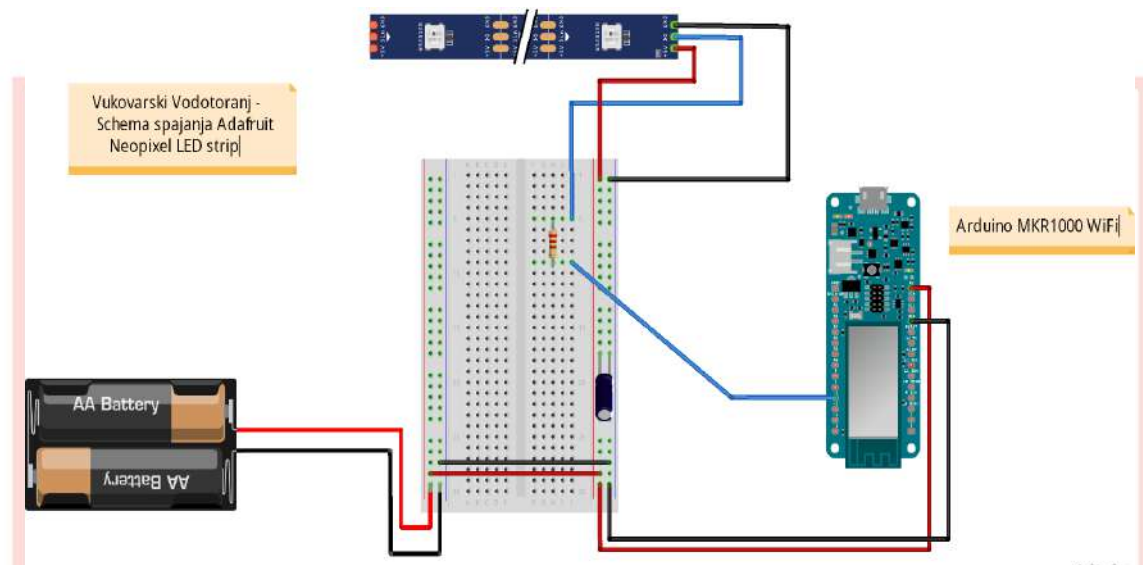 Vukovarski Vodotoranj -
Schema spajanja Adafruit
Neopixel LED strip
Arduino MKR1000 WiFi
AA Battery
AA Battery